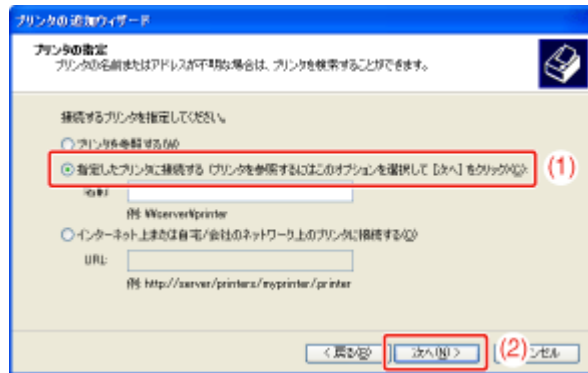 プリンタの追加ウィザード
プリンタの指定
プリンタの名前またはアドレスが不明な場合は、プリンタを検索することができます。
接続するプリンタを指定してください。
プリンタを参照する(W)
指定したプリンタに接続する (プリンタを参照するにはこのオプションを選択して [次へ] をクリック)(C):
(1)
名前:
例: ¥¥server¥printer
インターネット上または自宅/会社のネットワーク上のプリンタに接続する(O):
URL:
例: http://server/printers/myprinter/.printer
< 戻る(B)
次へ(N) >
(2)
ンセル